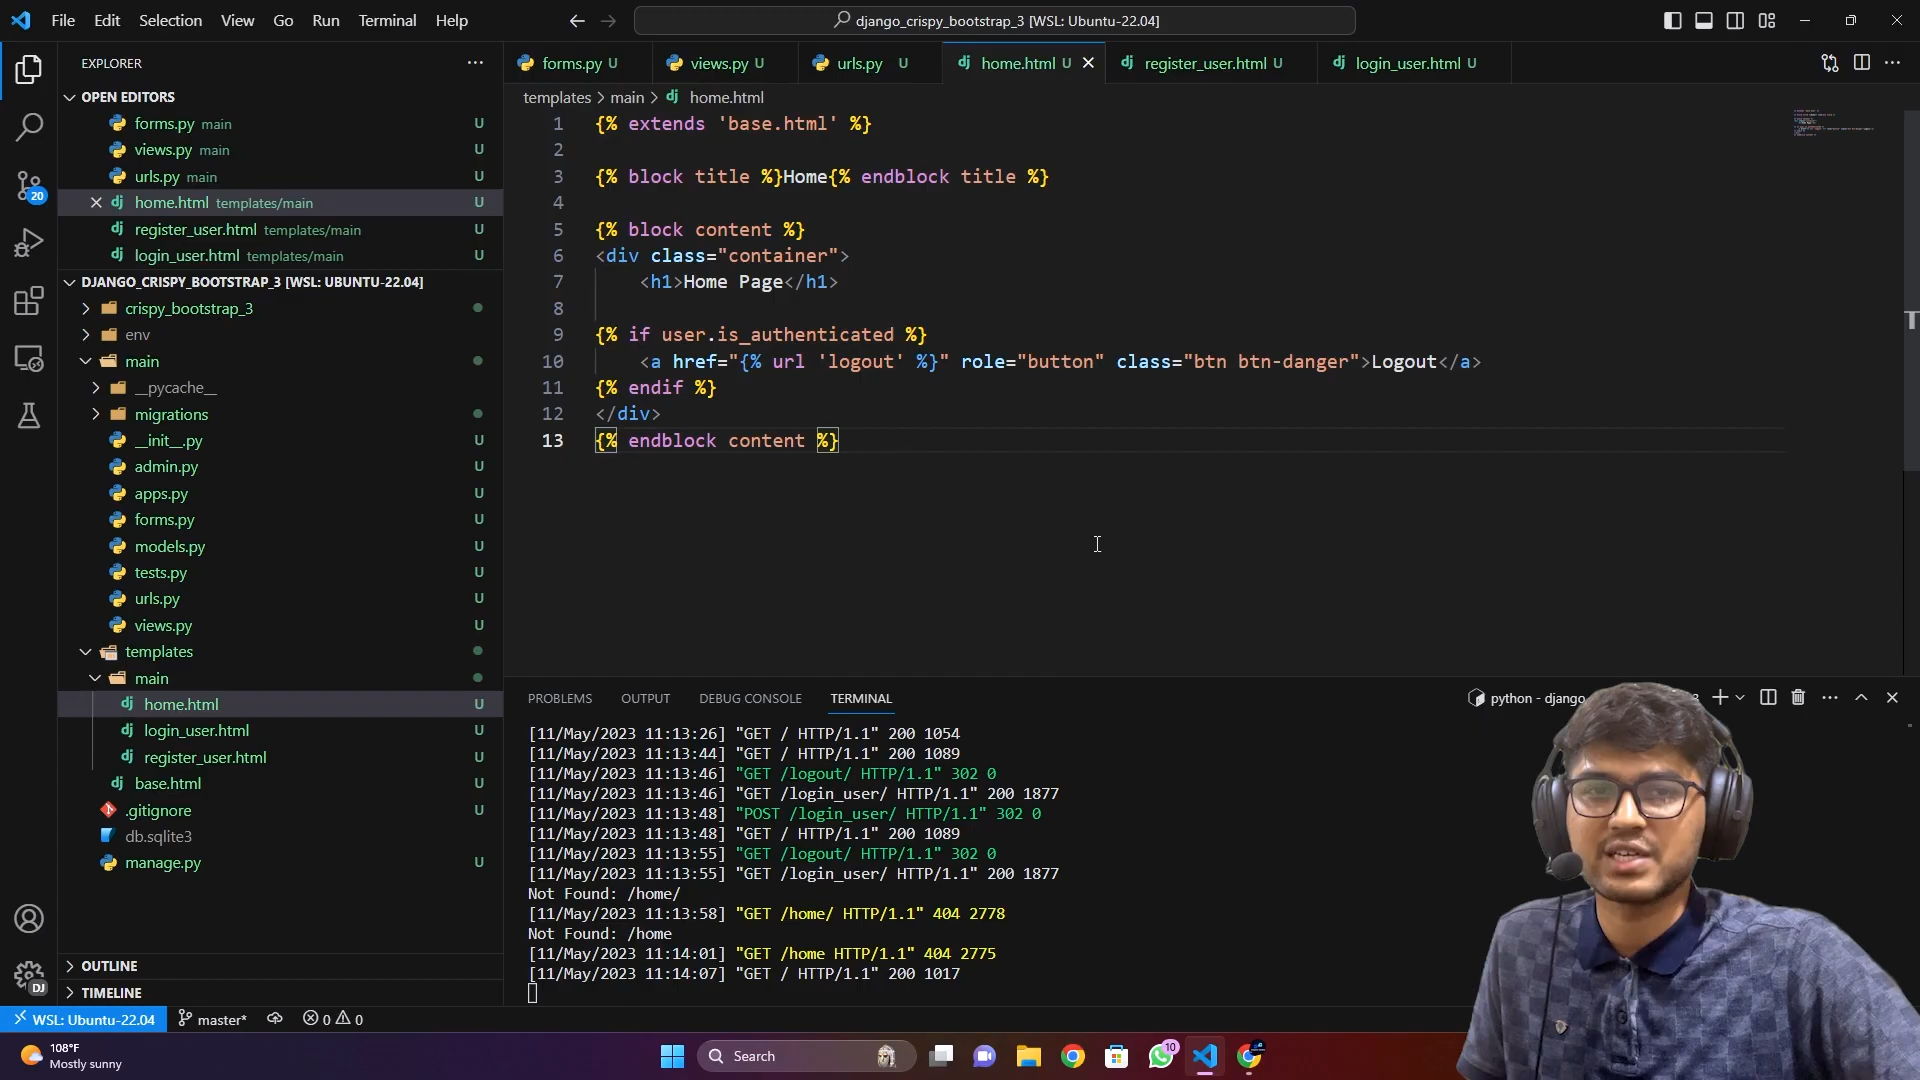 File Edit Selection View Go Run Terminal Help
django_crispy_bootstrap_3 [WSL: Ubuntu-22.04]
EXPLORER
OPEN EDITORS
forms.py main U
views.py main U
urls.py main U
home.html templates/main U
register_user.html templates/main U
login_user.html templates/main U
DJANGO_CRISPY_BOOTSTRAP_3 [WSL: UBUNTU-22.04]
crispy_bootstrap_3
env
main
__pycache__
migrations
__init__.py U
admin.py U
apps.py U
forms.py U
models.py U
tests.py U
urls.py U
views.py U
templates
main
home.html U
login_user.html U
register_user.html U
base.html U
.gitignore U
db.sqlite3
manage.py U
OUTLINE
TIMELINE
20
DJ
forms.py U views.py U urls.py U home.html U register_user.html U login_user.html U
templates > main > home.html
1 {% extends 'base.html' %}
2
3 {% block title %}Home{% endblock title %}
4
5 {% block content %}
6 <div class="container">
7     <h1>Home Page</h1>
8
9 {% if user.is_authenticated %}
10     <a href="{% url 'logout' %}" role="button" class="btn btn-danger">Logout</a>
11 {% endif %}
12 </div>
13 {% endblock content %}
PROBLEMS OUTPUT DEBUG CONSOLE TERMINAL
python - django
[11/May/2023 11:13:26] "GET / HTTP/1.1" 200 1054
[11/May/2023 11:13:44] "GET / HTTP/1.1" 200 1089
[11/May/2023 11:13:46] "GET /logout/ HTTP/1.1" 302 0
[11/May/2023 11:13:46] "GET /login_user/ HTTP/1.1" 200 1877
[11/May/2023 11:13:48] "POST /login_user/ HTTP/1.1" 302 0
[11/May/2023 11:13:48] "GET / HTTP/1.1" 200 1089
[11/May/2023 11:13:55] "GET /logout/ HTTP/1.1" 302 0
[11/May/2023 11:13:55] "GET /login_user/ HTTP/1.1" 200 1877
Not Found: /home/
[11/May/2023 11:13:58] "GET /home/ HTTP/1.1" 404 2778
Not Found: /home
[11/May/2023 11:14:01] "GET /home HTTP/1.1" 404 2775
[11/May/2023 11:14:07] "GET / HTTP/1.1" 200 1017
WSL: Ubuntu-22.04 master* 0 0
108°F
Mostly sunny
Search
10